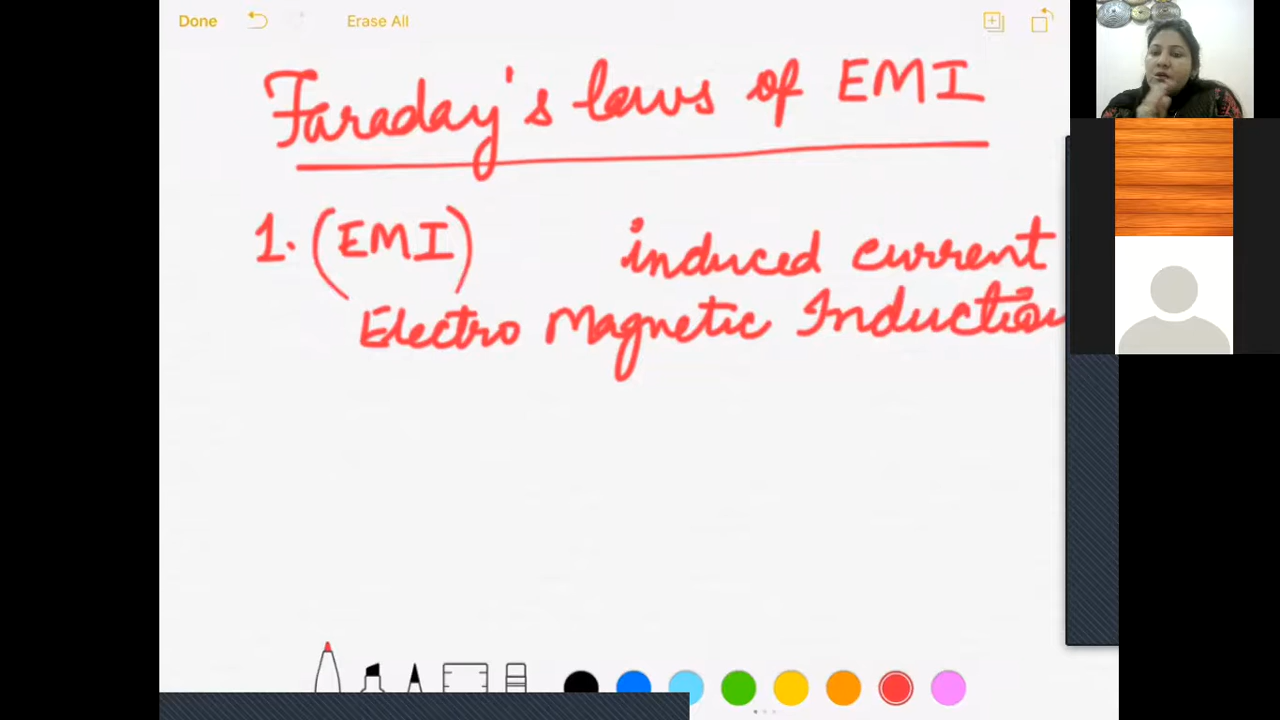 Done Erase All
Faraday's laws of EMI
1. (EMI) induced current
Electro Magnetic Induction